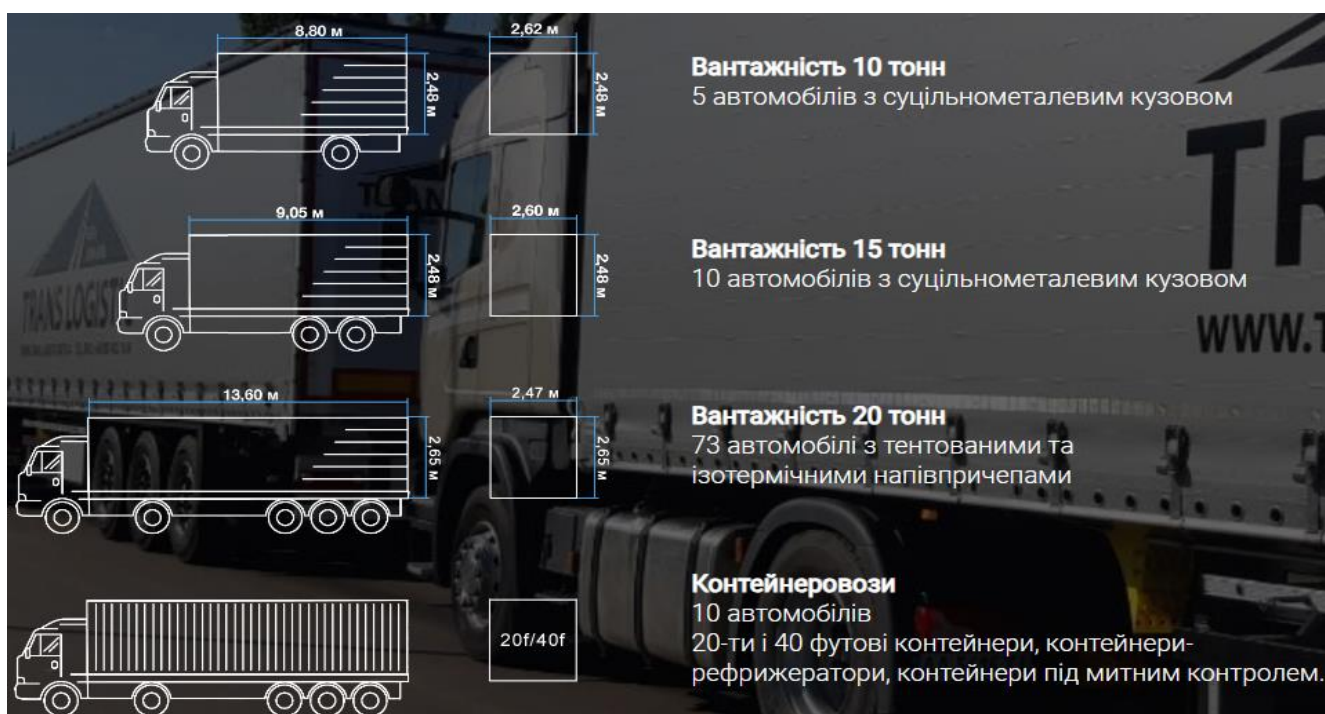 8,80 м
2,62 м
2,48 м
2,48 м
Вантажність 10 тонн
5 автомобілів з суцільнометалевим кузовом
TR
9,05 м
2,60 м
2,48 м
2,48 м
Вантажність 15 тонн
10 автомобілів з суцільнометалевим кузовом
TRANS LOGISTIC
WWW.T
13,60 м
2,47 м
2,65 м
2,65 м
Вантажність 20 тонн
73 автомобілі з тентованими та
ізотермічними напівпричепами
Контейнеровози
10 автомобілів
20f/40f
20-ти і 40 футові контейнери, контейнери-
рефрижератори, контейнери під митним контролем.